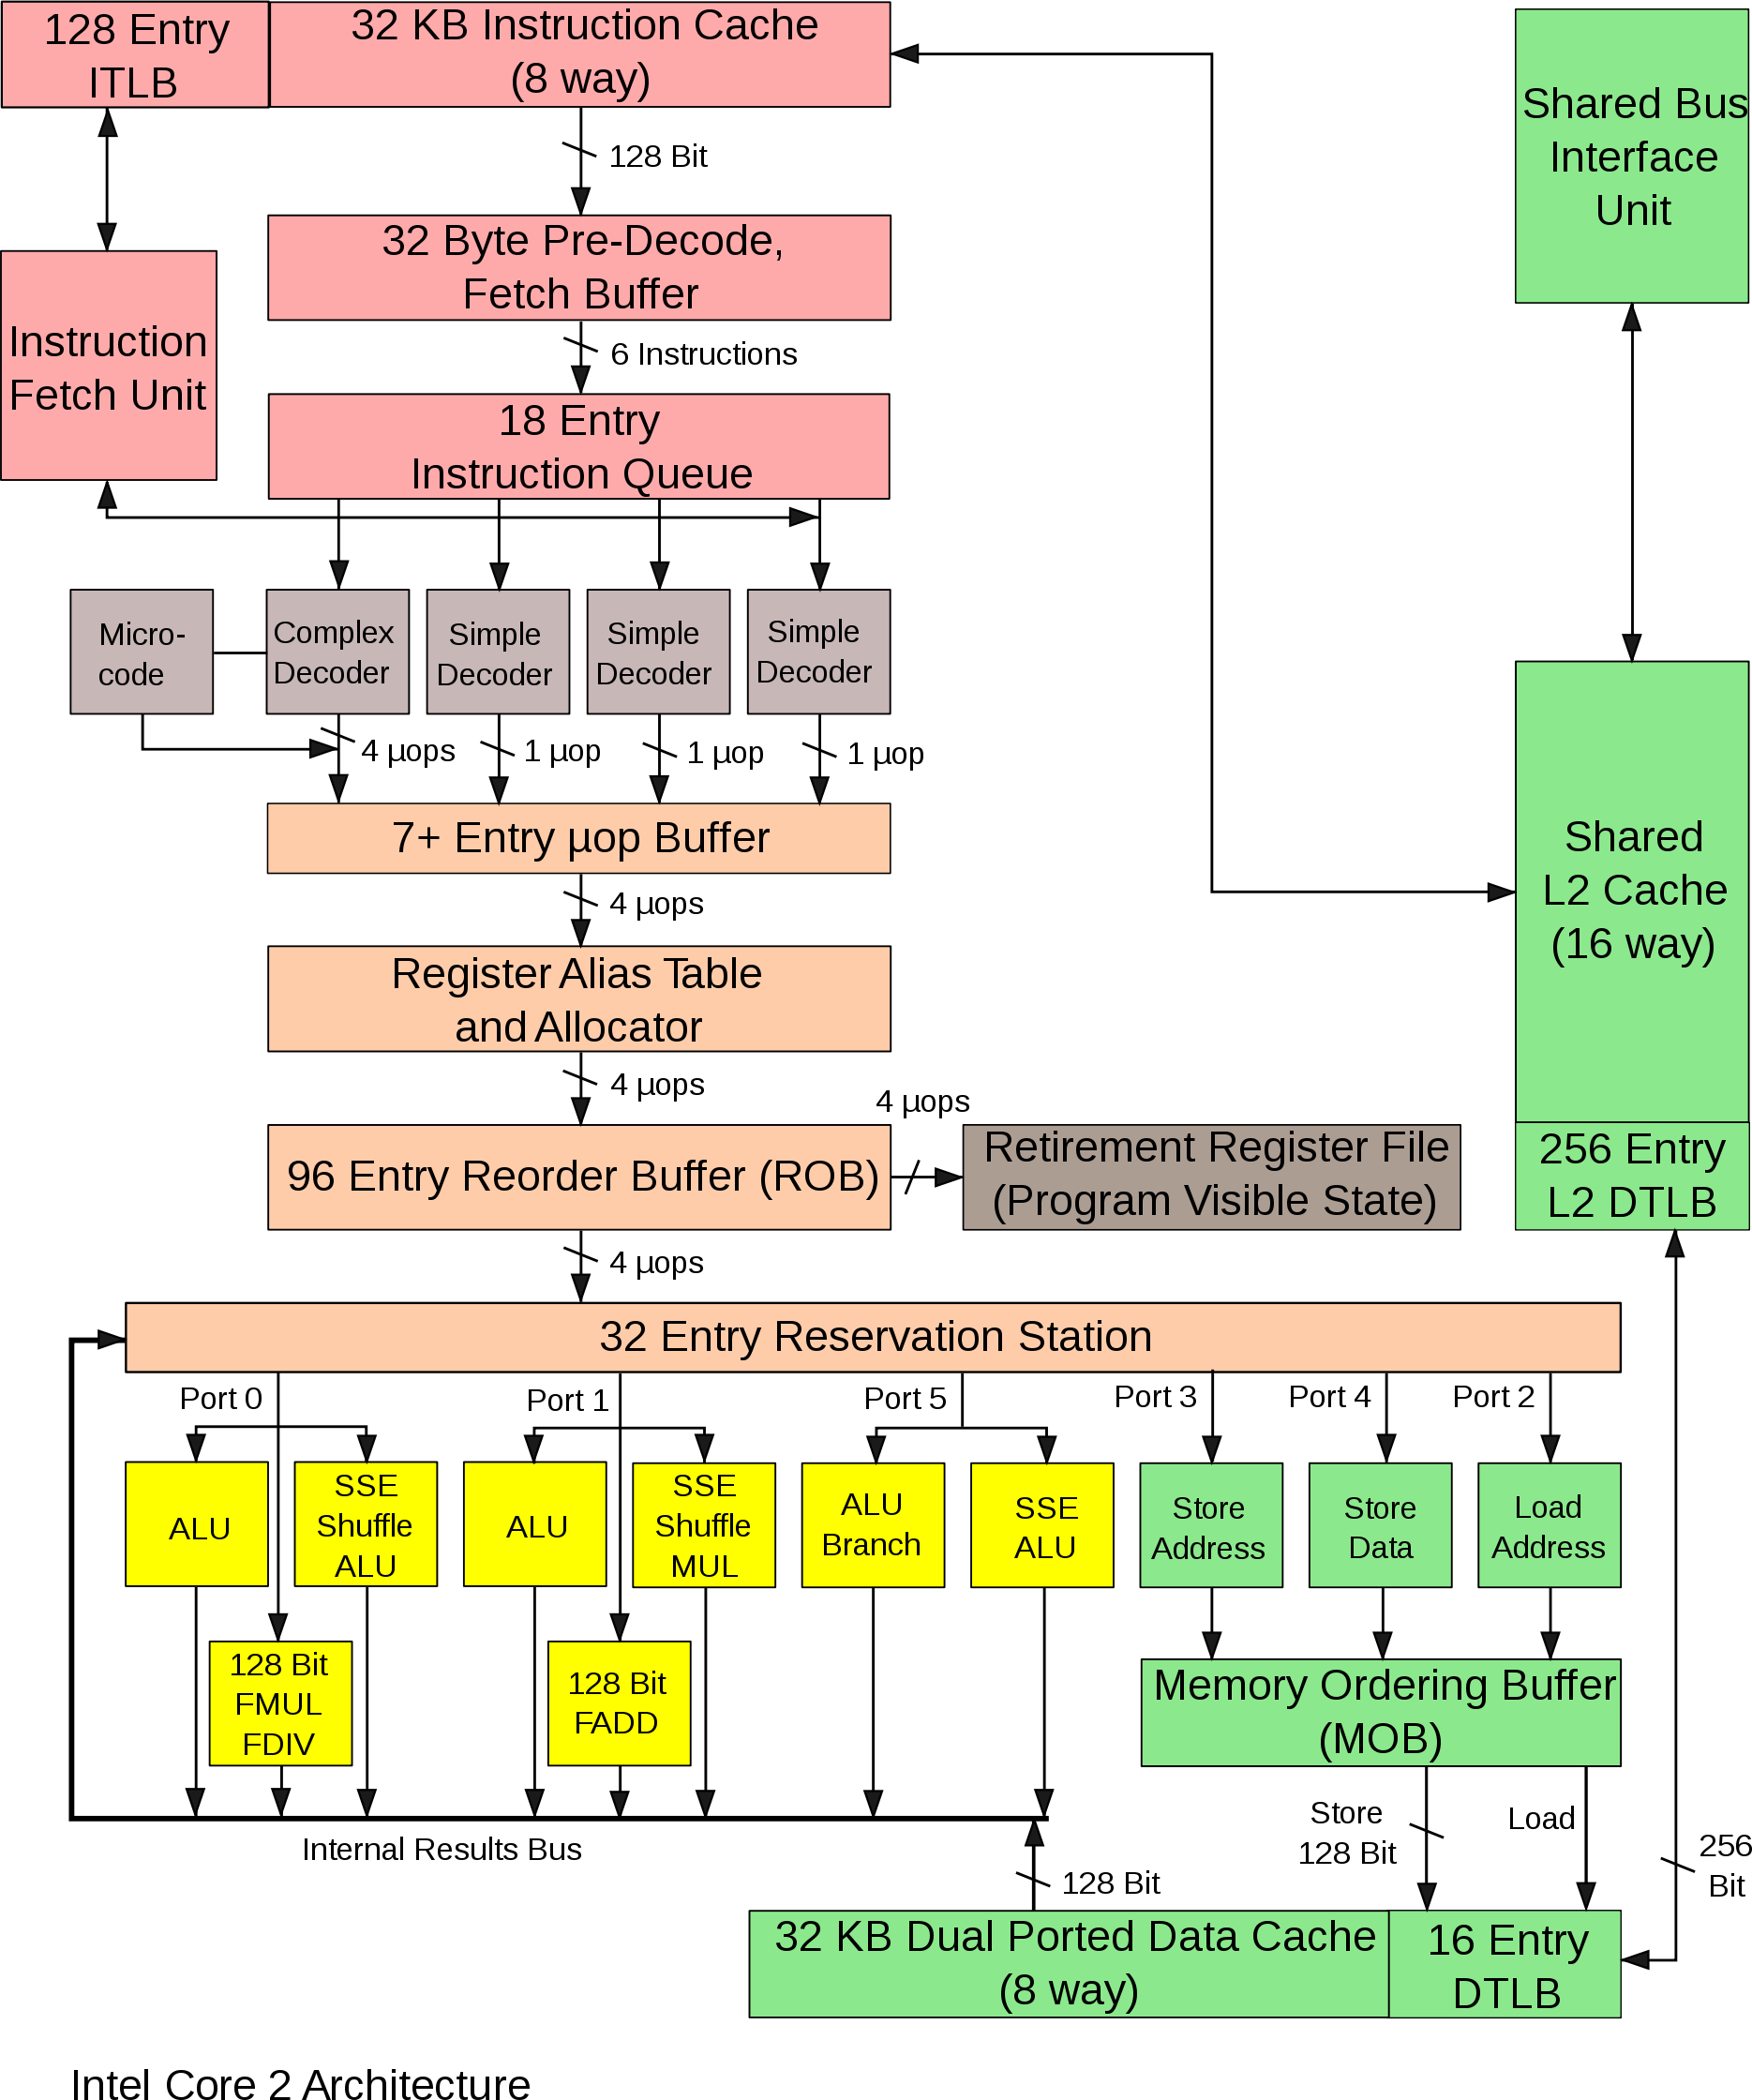 128 Entry
ITLB
32 KB Instruction Cache
(8 way)
Shared Bus
Interface
Unit
128 Bit
32 Byte Pre-Decode,
Fetch Buffer
Instruction
Fetch Unit
6 Instructions
18 Entry
Instruction Queue
Micro-
code
Complex
Decoder
Simple
Decoder
Simple
Decoder
Simple
Decoder
4 µops
1 µop
1 µop
1 µop
7+ Entry µop Buffer
Shared
L2 Cache
(16 way)
4 µops
Register Alias Table
and Allocator
4 µops
4 µops
96 Entry Reorder Buffer (ROB)
Retirement Register File
(Program Visible State)
256 Entry
L2 DTLB
4 µops
32 Entry Reservation Station
Port 0
Port 1
Port 5
Port 3
Port 4
Port 2
ALU
SSE
Shuffle
ALU
ALU
SSE
Shuffle
MUL
ALU
Branch
SSE
ALU
Store
Address
Store
Data
Load
Address
128 Bit
FMUL
FDIV
128 Bit
FADD
Memory Ordering Buffer
(MOB)
Internal Results Bus
Store
128 Bit
Load
256
Bit
128 Bit
32 KB Dual Ported Data Cache
(8 way)
16 Entry
DTLB
Intel Core 2 Architecture